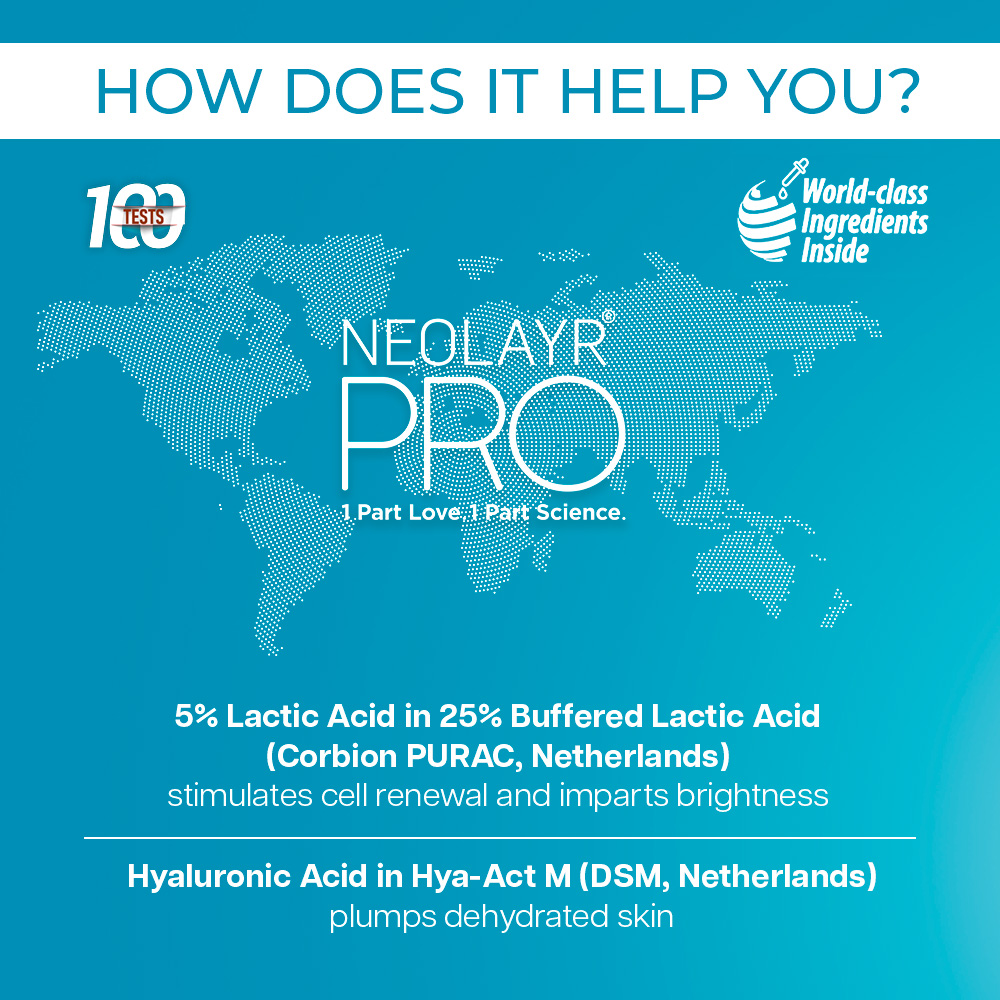 HOW DOES IT HELP YOU?
100
TESTS
World-class
Ingredients
Inside
NEOLAYR®
PRO
1 Part Love. 1 Part Science.
5% Lactic Acid in 25% Buffered Lactic Acid
(Corbion PURAC, Netherlands)
stimulates cell renewal and imparts brightness
Hyaluronic Acid in Hya-Act M (DSM, Netherlands)
plumps dehydrated skin